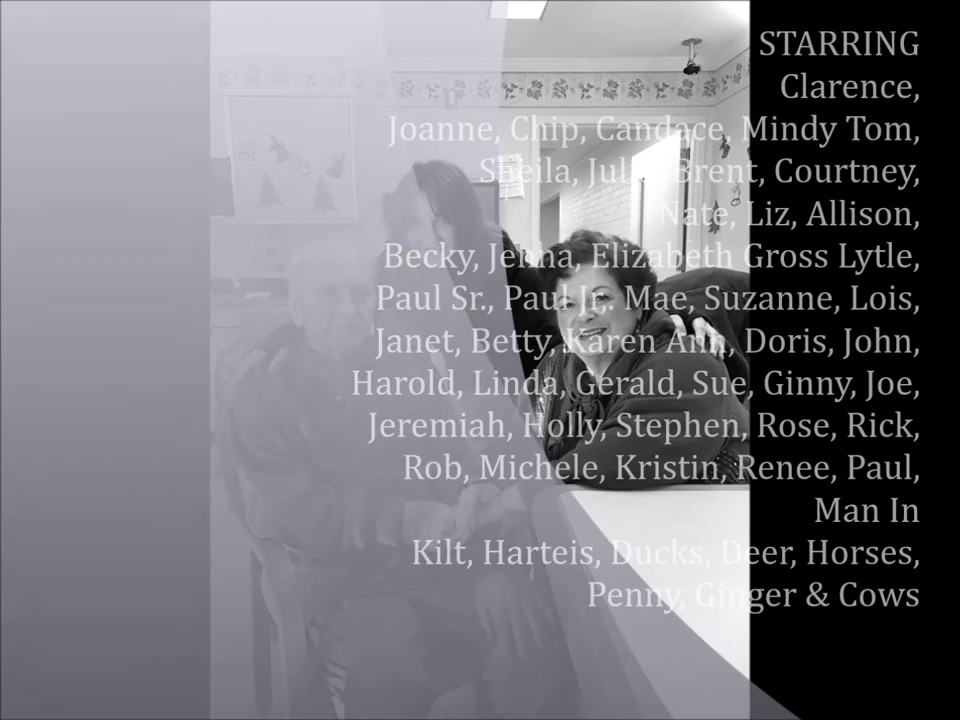 STARRING
Clarence,
Joanne, Chip, Candace, Mindy Tom,
Sheila, Julie, Brent, Courtney,
Nate, Liz, Allison,
Becky, Jenna, Elizabeth Gross Lytle,
Paul Sr., Paul Jr. Mae, Suzanne, Lois,
Janet, Betty, Karen Ann, Doris, John,
Harold, Linda, Gerald, Sue, Ginny, Joe,
Jeremiah, Holly, Stephen, Rose, Rick,
Rob, Michele, Kristin, Renee, Paul,
Man In
Kilt, Harteis, Ducks, Deer, Horses,
Penny, Ginger & Cows